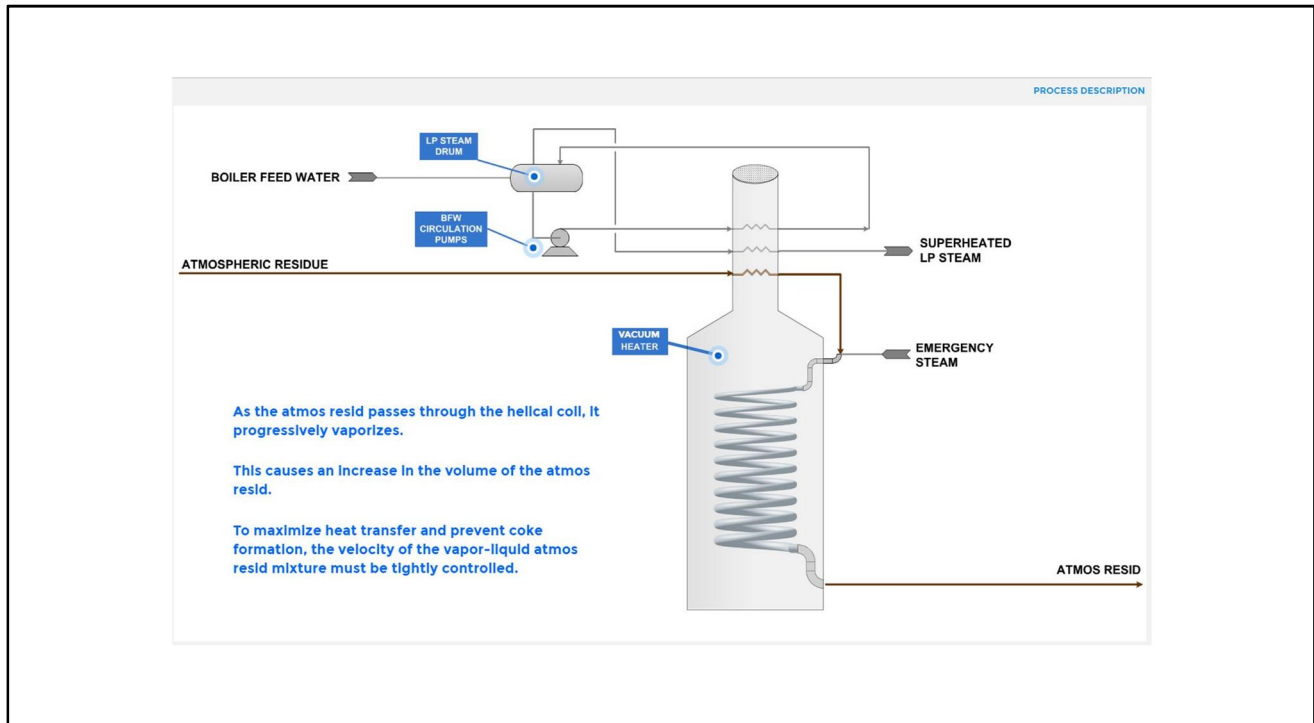 PROCESS DESCRIPTION
LP STEAM
DRUM
BOILER FEED WATER
BFW
CIRCULATION
PUMPS
SUPERHEATED
LP STEAM
ATMOSPHERIC RESIDUE
VACUUM
HEATER
EMERGENCY
STEAM
As the atmos resid passes through the helical coil, it
progressively vaporizes.
This causes an increase in the volume of the atmos
resid.
To maximize heat transfer and prevent coke
formation, the velocity of the vapor-liquid atmos
resid mixture must be tightly controlled.
ATMOS RESID